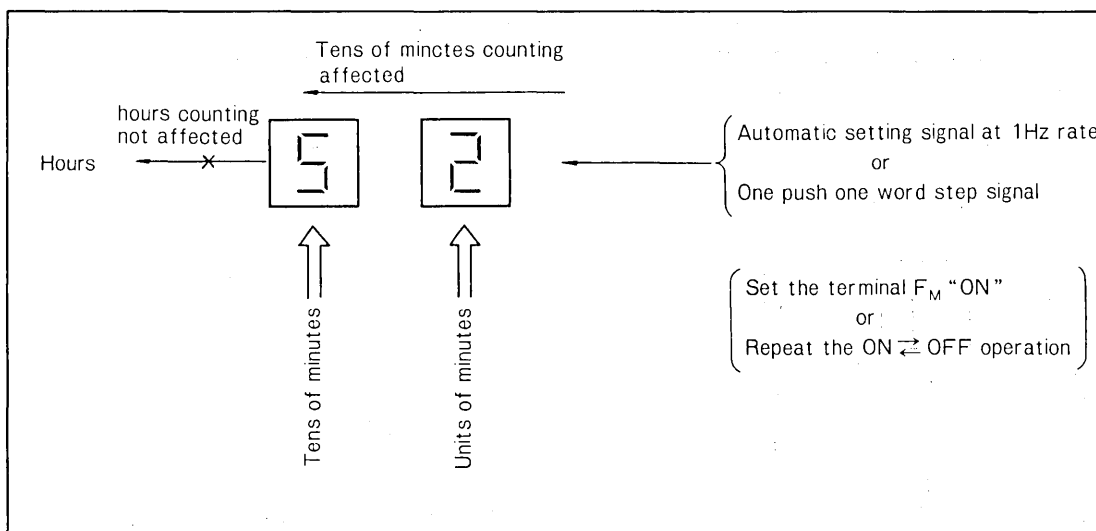 Tens of minctes counting
affected
hours counting
not affected
Hours
5
2
Automatic setting signal at 1Hz rate
or
One push one word step signal
Set the terminal F_M "ON"
or
Repeat the ON ⇄ OFF operation
Tens of minutes
Units of minutes